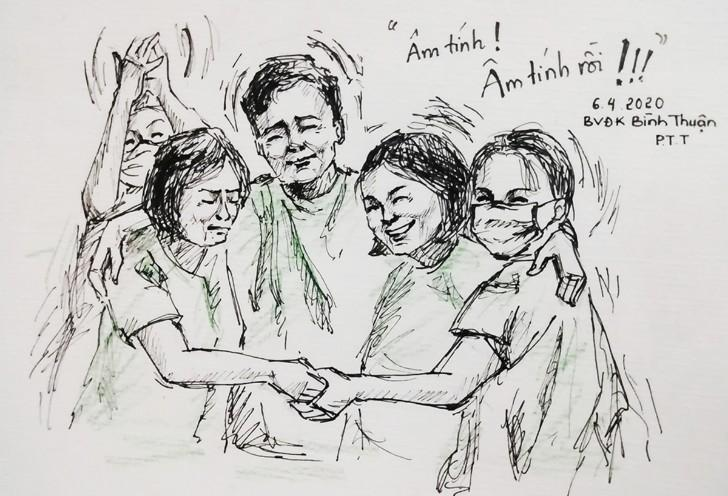 "Âm tính!
Âm tính rồi!!!"
6.4.2020
BVĐK Bình Thuận
P.T.T